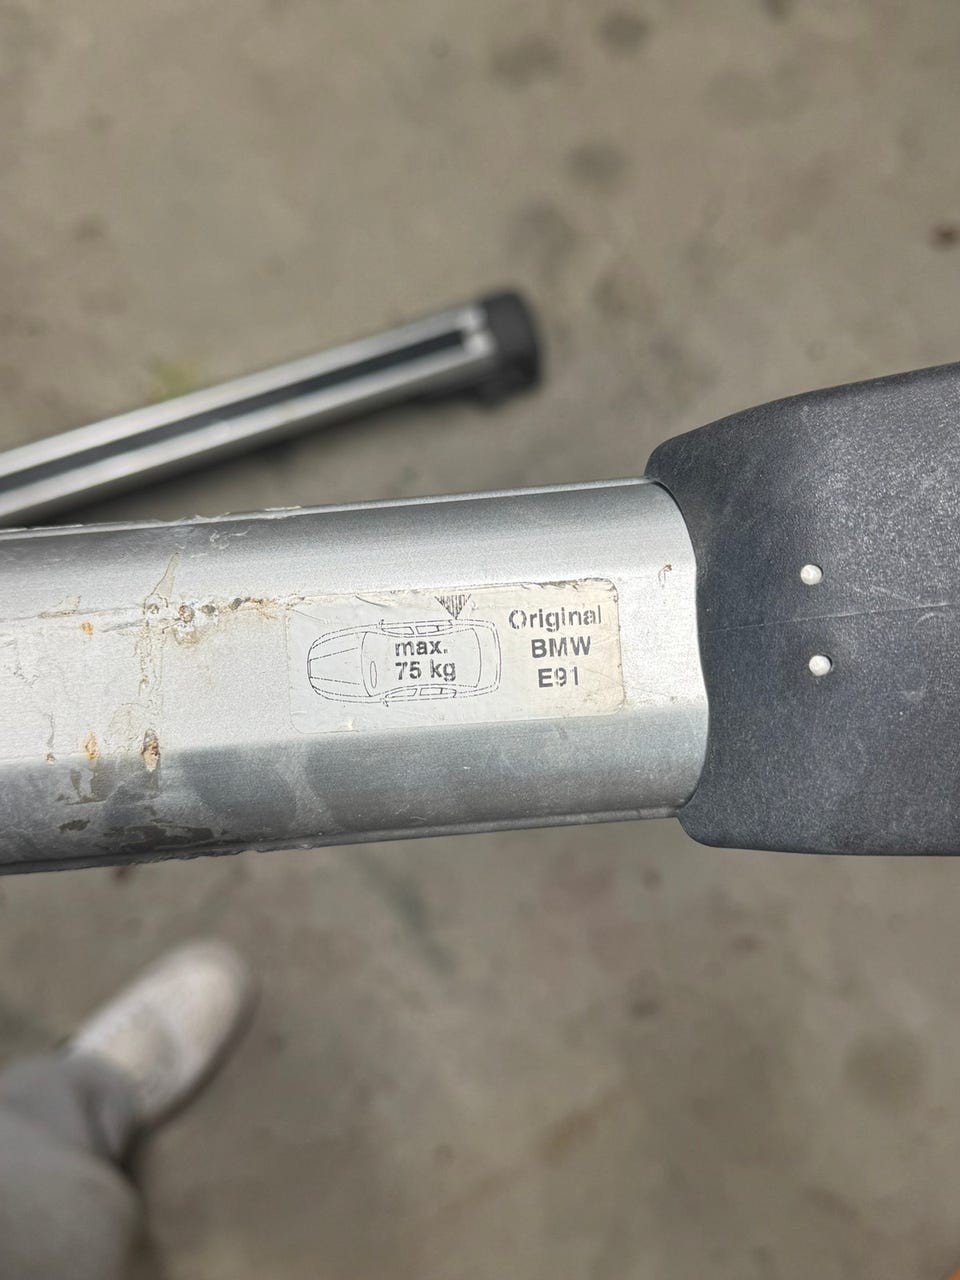 Original
BMW
E91
max.
75 kg